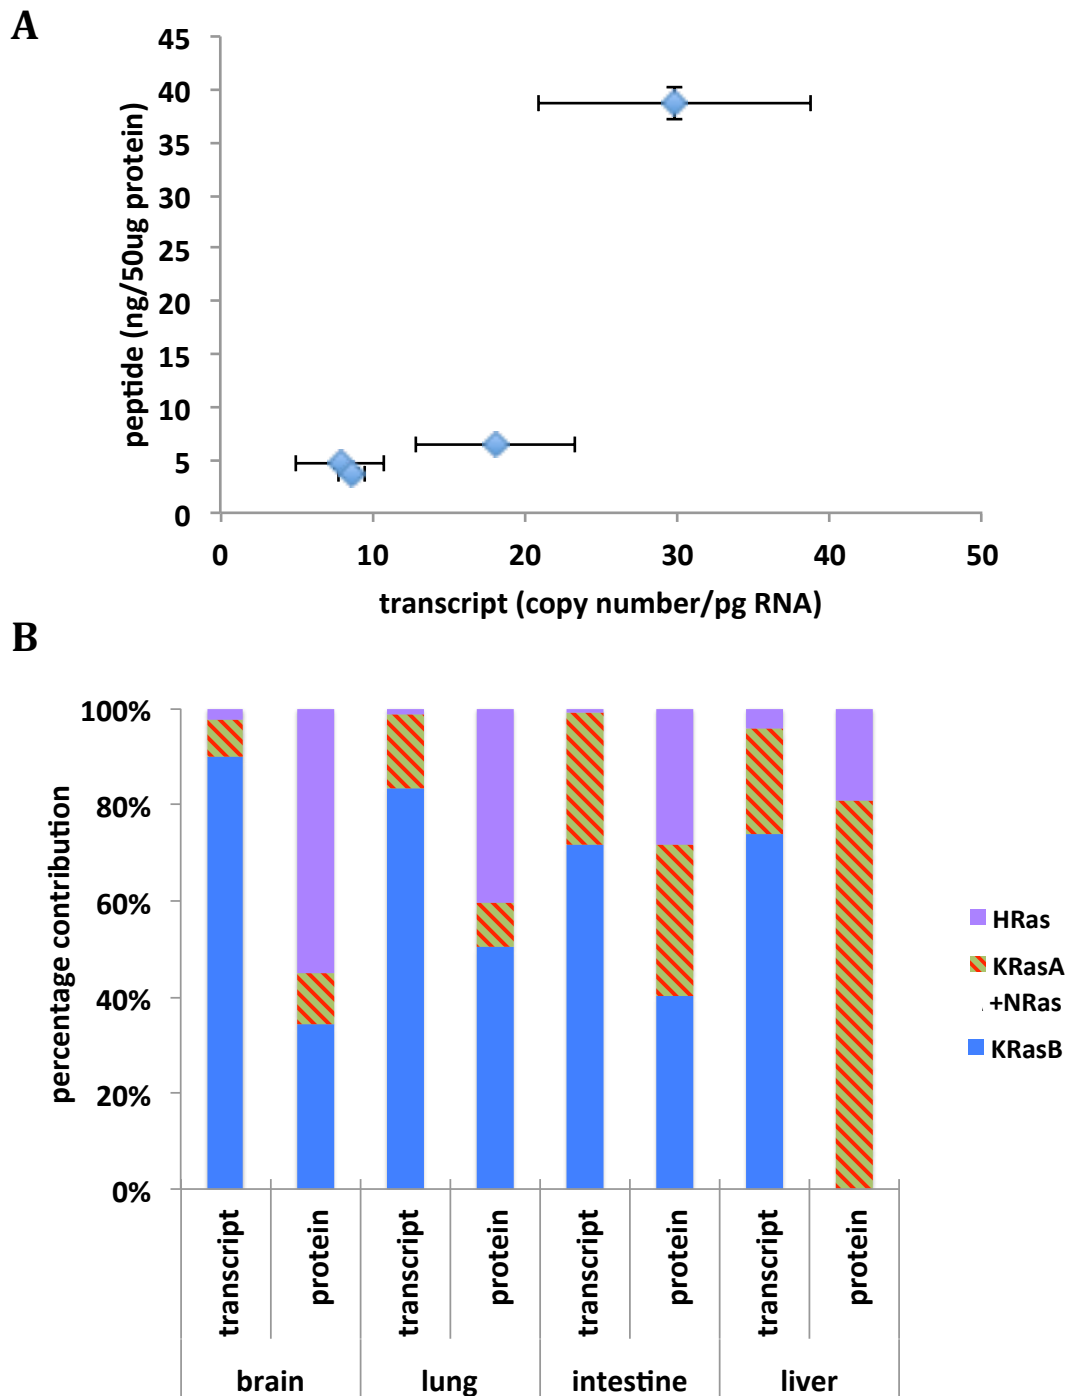 A
45
40
35
30
25
20
15
10
5
0
peptide (ng/50ug protein)
0 10 20 30 40 50
transcript (copy number/pg RNA)
B
100%
80%
60%
40%
20%
0%
percentage contribution
HRas
KRasA
. +NRas
KRasB
transcript protein transcript protein transcript protein transcript protein
brain lung intestine liver